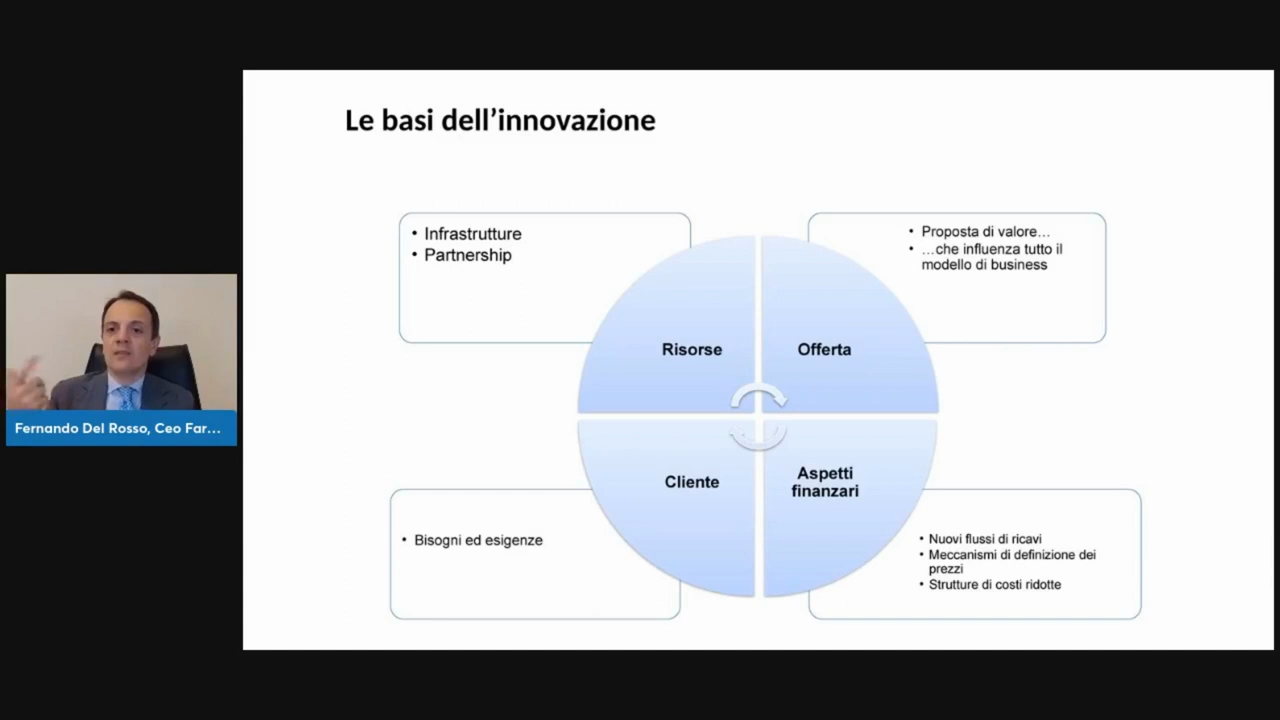 Le basi dell’innovazione
• Infrastrutture
• Partnership
• Proposta di valore…
• …che influenza tutto il
modello di business
Risorse
Offerta
Cliente
Aspetti
finanzari
• Bisogni ed esigenze
• Nuovi flussi di ricavi
• Meccanismi di definizione dei
prezzi
• Strutture di costi ridotte
Fernando Del Rosso, Ceo Far...